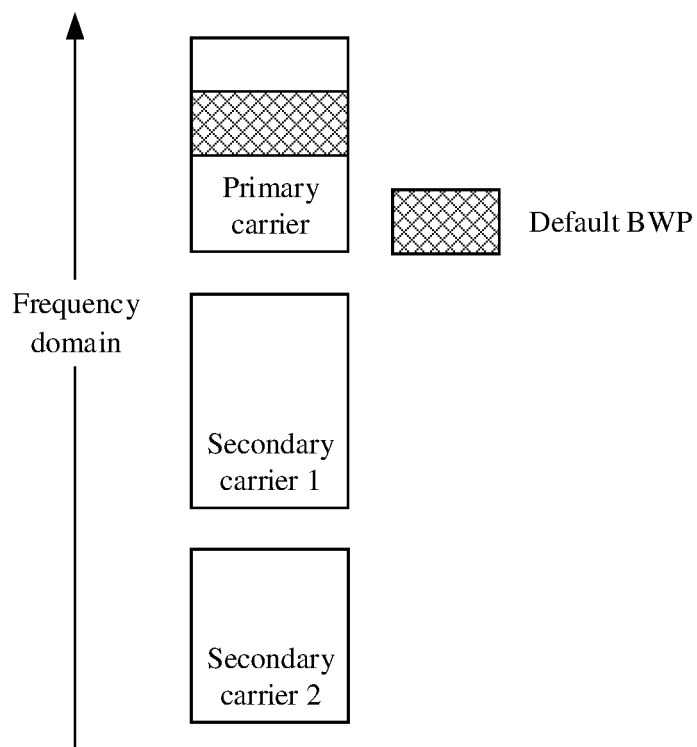 Primary
carrier
Default BWP
Frequency
domain
Secondary
carrier 1
Secondary
carrier 2